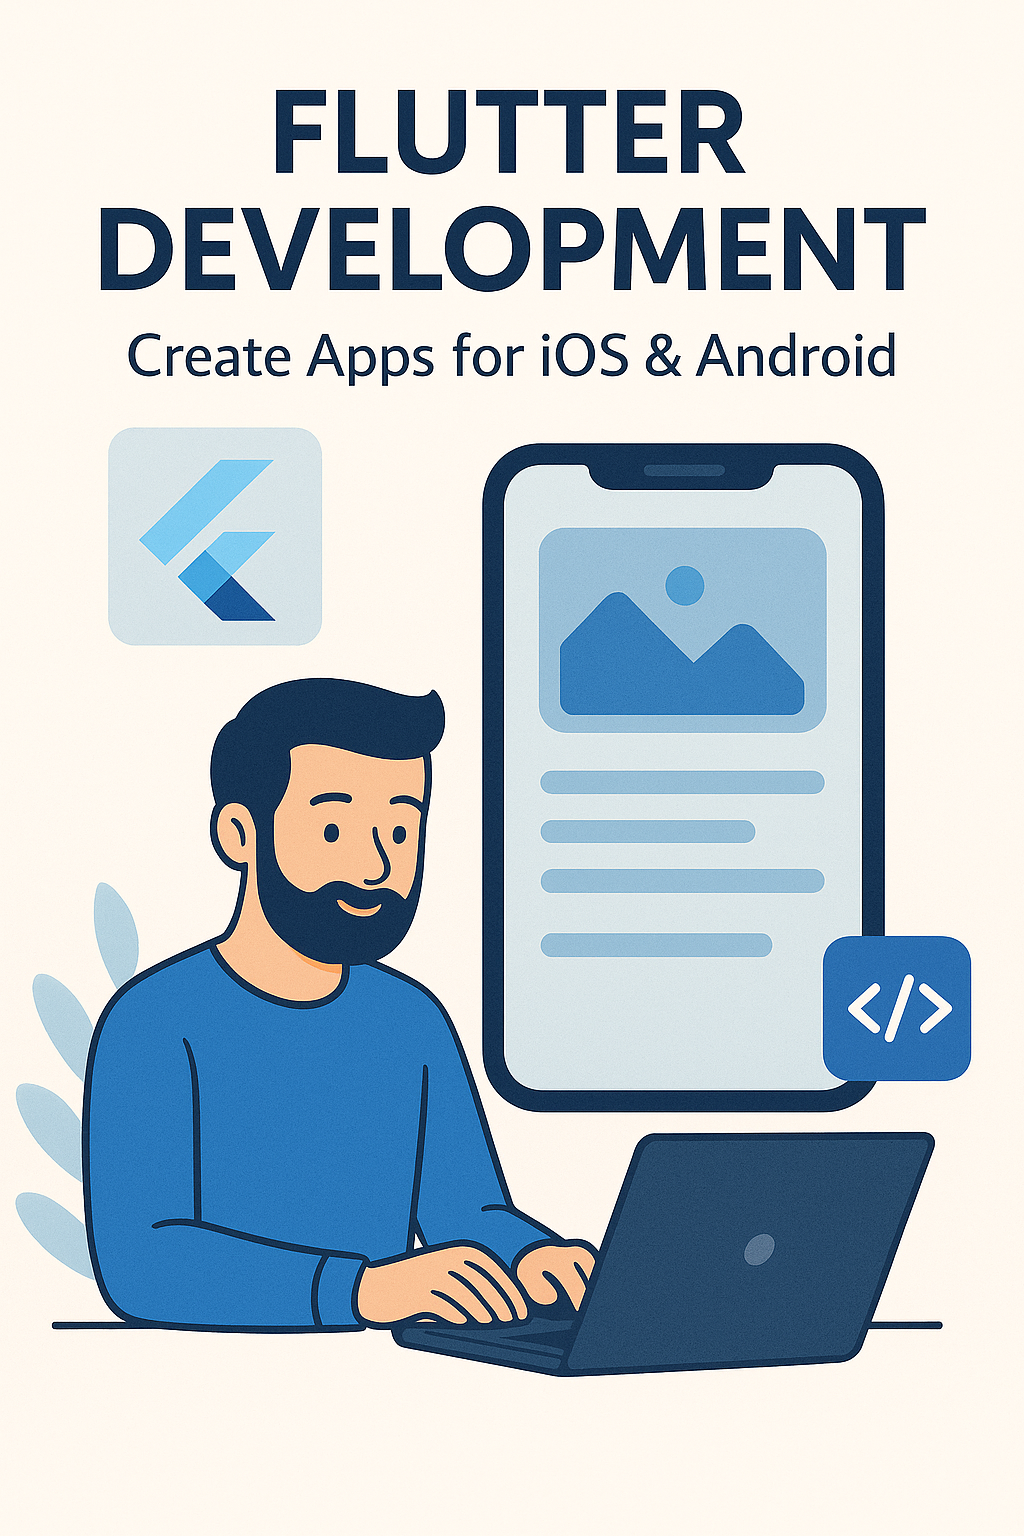 FLUTTER
DEVELOPMENT
Create Apps for iOS & Android
</>